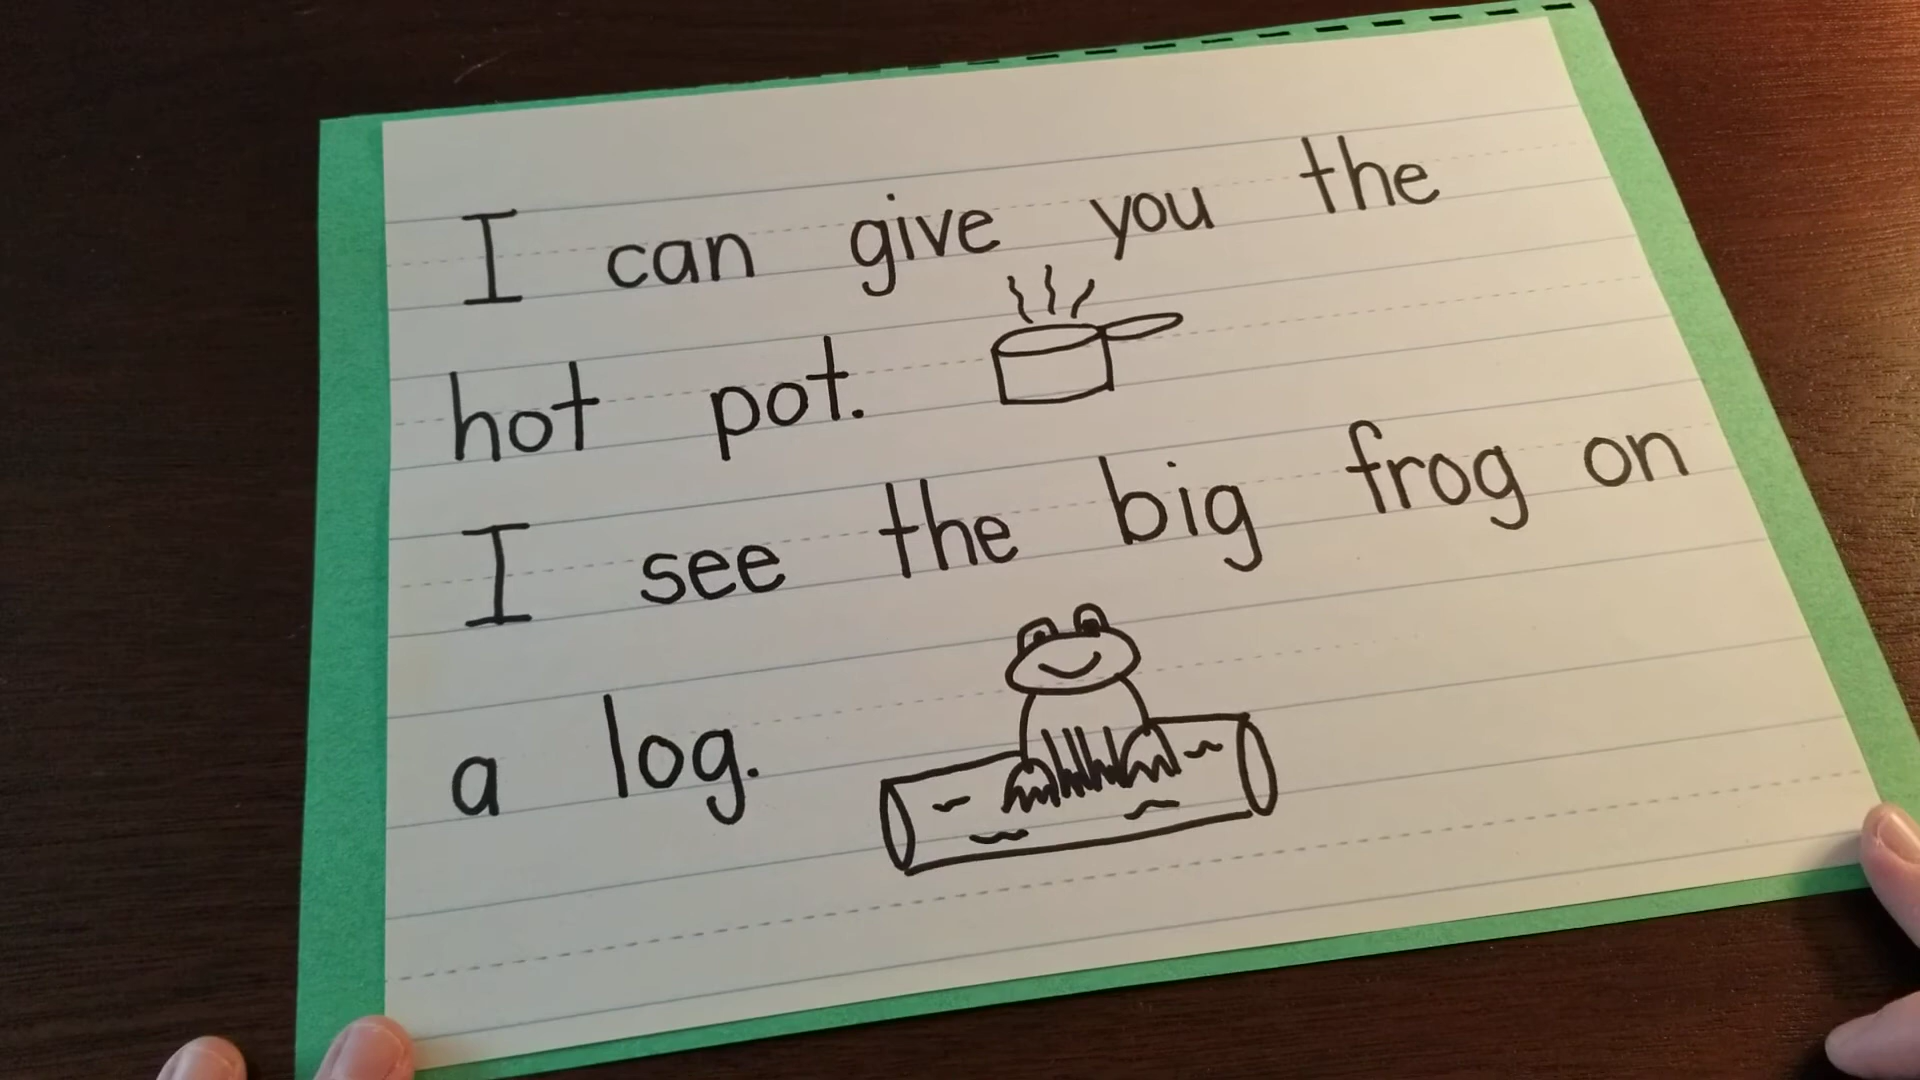 I can give you the
hot pot.
I see the big frog on
a log.